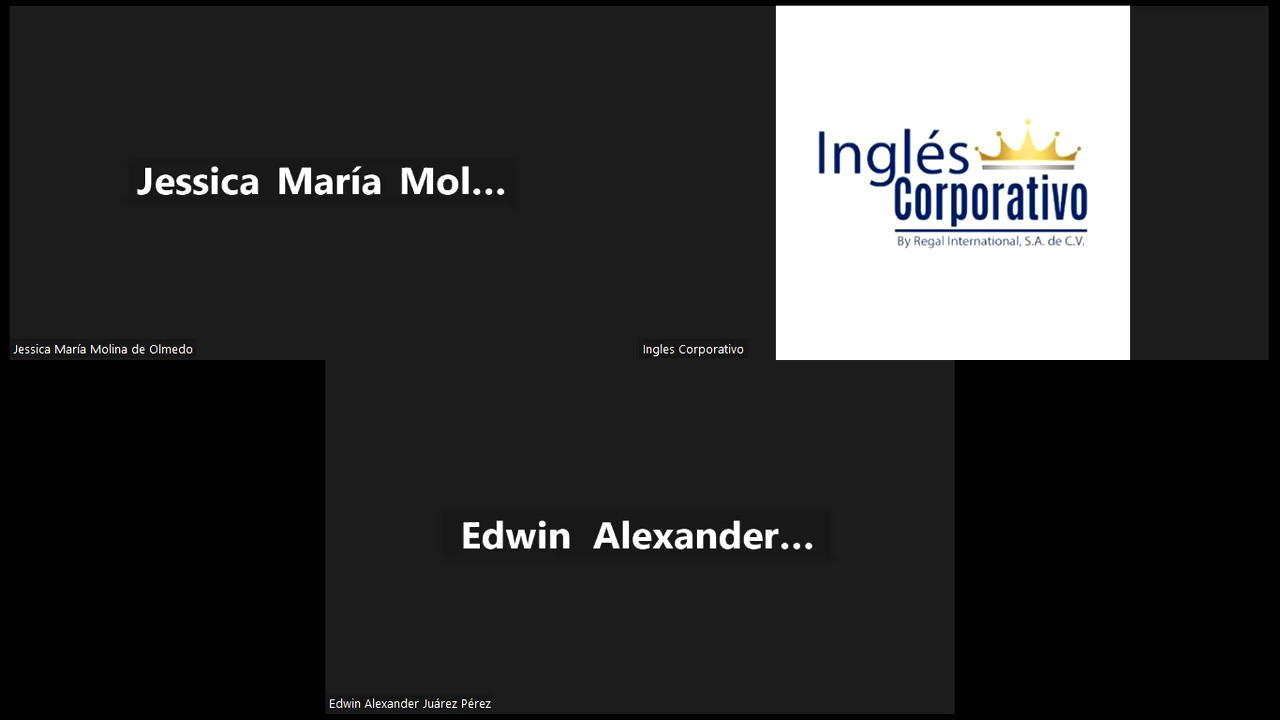 Jessica María Mol...
Jessica María Molina de Olmedo
Inglés
Corporativo
By Regal International, S.A. de C.V.
Ingles Corporativo
Edwin Alexander...
Edwin Alexander Juárez Pérez